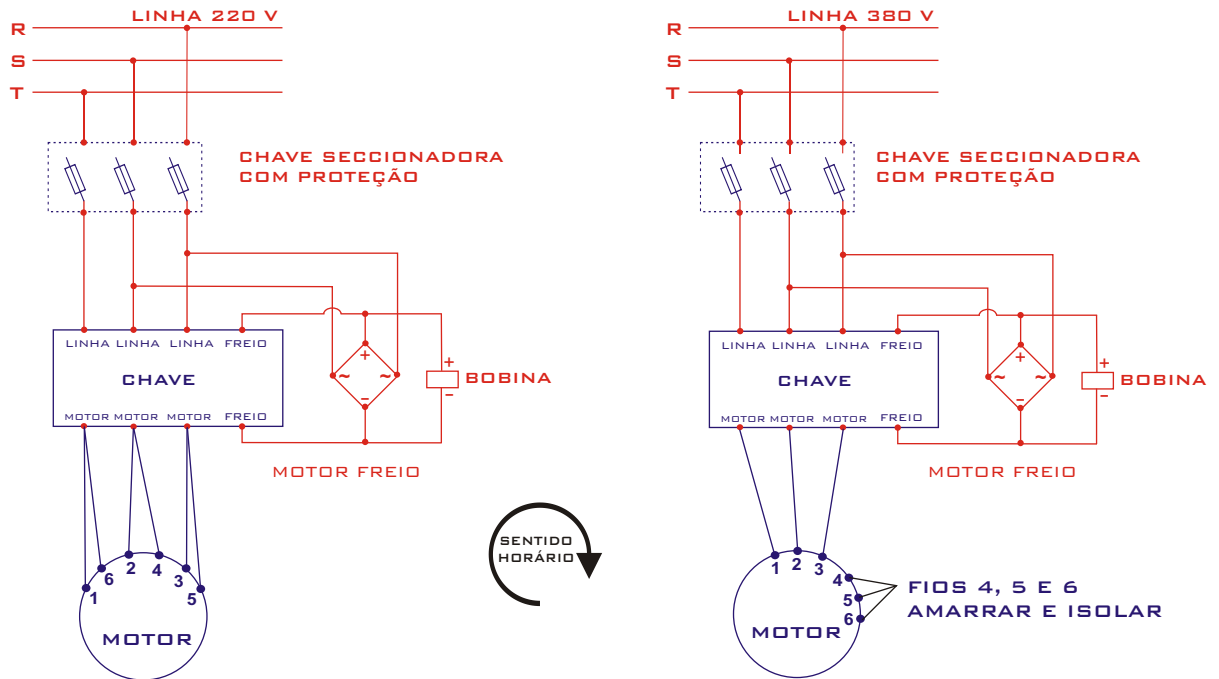 LINHA 220 V
R
S
T
CHAVE SECCIONADORA
COM PROTEÇÃO
LINHA LINHA LINHA FREIO
CHAVE
MOTOR MOTOR MOTOR FREIO
+
~ ~
–
+
BOBINA
–
MOTOR FREIO
1 6 2 4 3 5
MOTOR
SENTIDO
HORÁRIO
LINHA 380 V
R
S
T
CHAVE SECCIONADORA
COM PROTEÇÃO
LINHA LINHA LINHA FREIO
CHAVE
MOTOR MOTOR MOTOR FREIO
+
~ ~
–
+
BOBINA
–
MOTOR FREIO
1 2 3 4 5 6
MOTOR
FIOS 4, 5 E 6
AMARRAR E ISOLAR